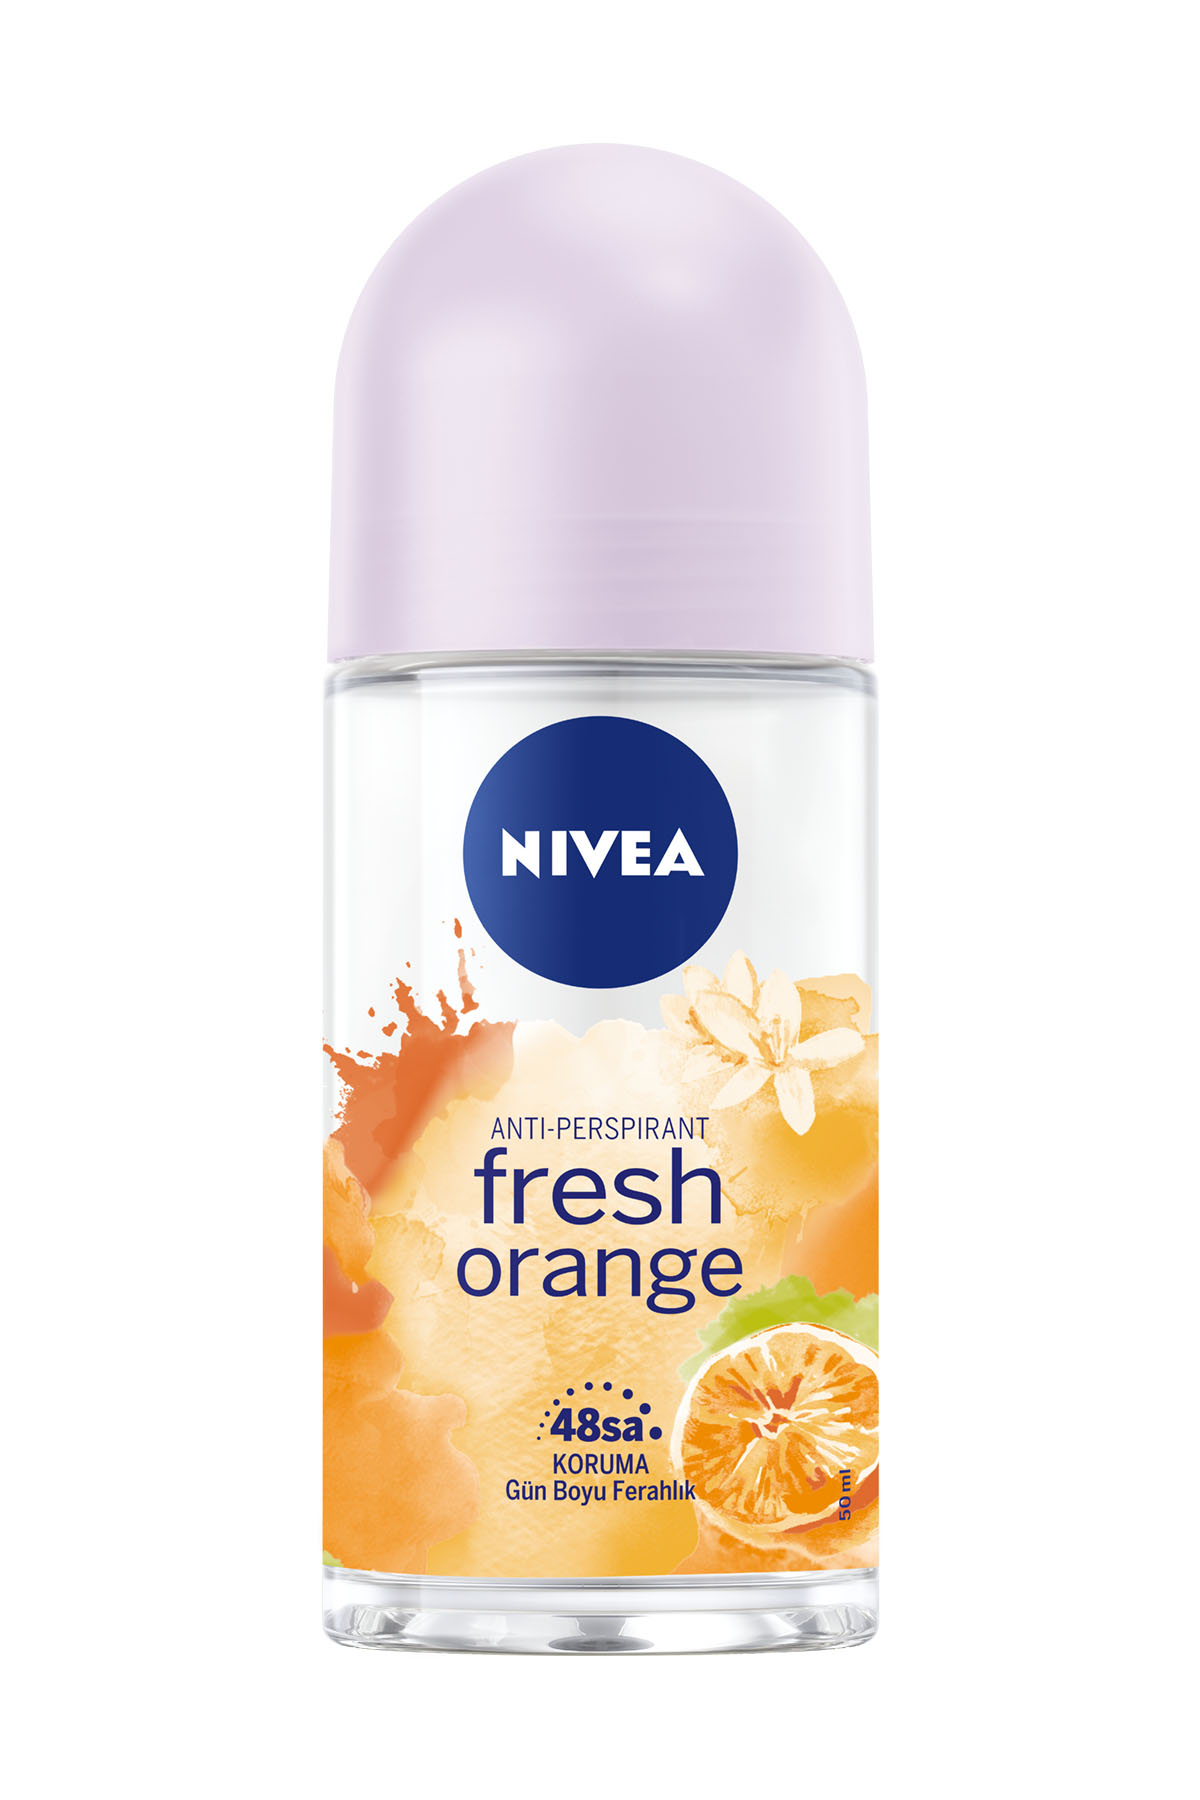 NIVEA
ANTI-PERSPIRANT
fresh
orange
48sa.
KORUMA
Gün Boyu Ferahlık
50 ml